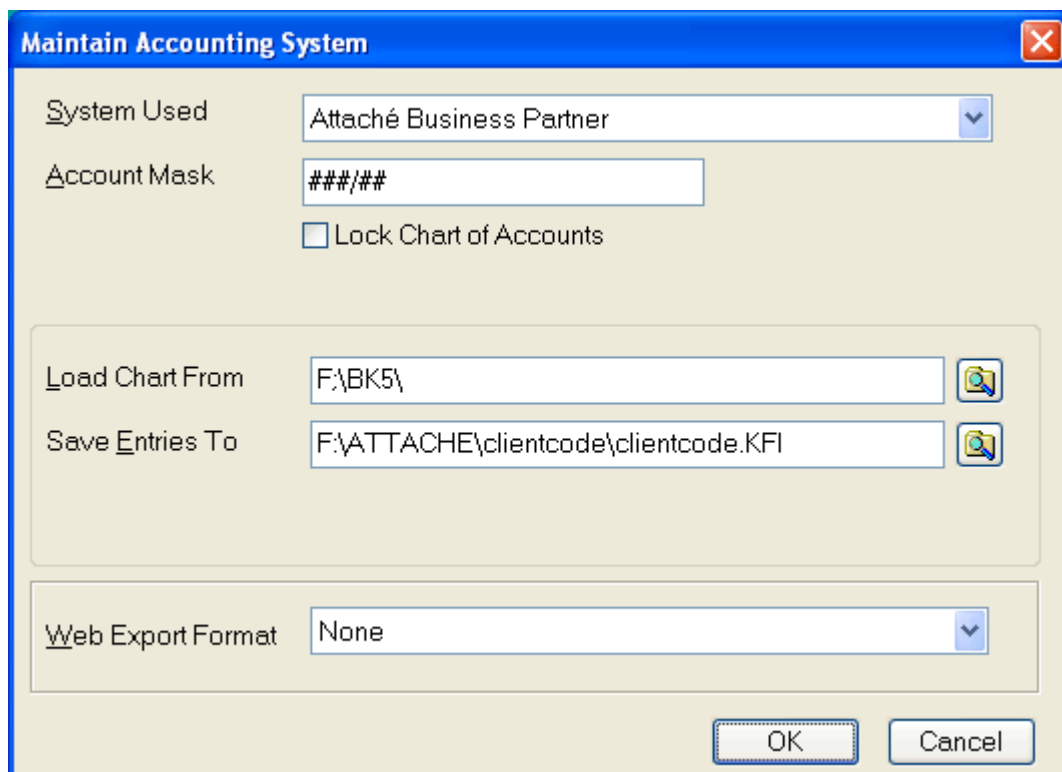 Maintain Accounting System
System Used
Attaché Business Partner
Account Mask
###/##
Lock Chart of Accounts
Load Chart From
F:\BK5\
Save Entries To
F:\ATTACHE\clientcode\clientcode.KFI
Web Export Format
None
OK
Cancel